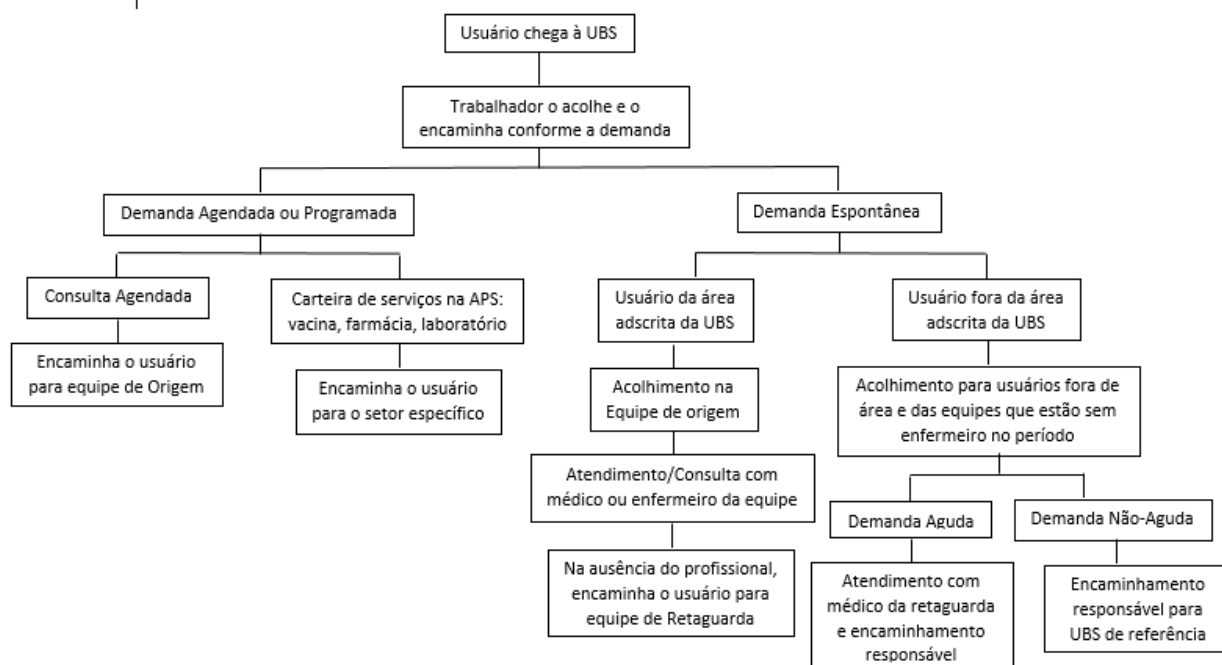 Usuário chega à UBS
Trabalhador o acolhe e o
encaminha conforme a demanda
Demanda Agendada ou Programada
Demanda Espontânea
Consulta Agendada
Carteira de serviços na APS:
vacina, farmácia, laboratório
Usuário da área
adscrita da UBS
Usuário fora da área
adscrita da UBS
Encaminha o usuário
para equipe de Origem
Encaminha o usuário
para o setor específico
Acolhimento na
Equipe de origem
Acolhimento para usuários fora de
área e das equipes que estão sem
enfermeiro no período
Atendimento/Consulta com
médico ou enfermeiro da equipe
Demanda Aguda
Demanda Não-Aguda
Na ausência do profissional,
encaminha o usuário para
equipe de Retaguarda
Atendimento com
médico da retaguarda
e encaminhamento
responsável
Encaminhamento
responsável para
UBS de referência